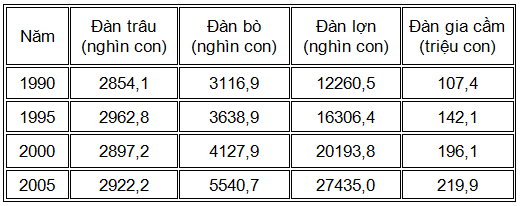 Năm | Đàn trâu (nghìn con) | Đàn bò (nghìn con) | Đàn lợn (nghìn con) | Đàn gia cầm (triệu con)
1990 | 2854,1 | 3116,9 | 12260,5 | 107,4
1995 | 2962,8 | 3638,9 | 16306,4 | 142,1
2000 | 2897,2 | 4127,9 | 20193,8 | 196,1
2005 | 2922,2 | 5540,7 | 27435,0 | 219,9